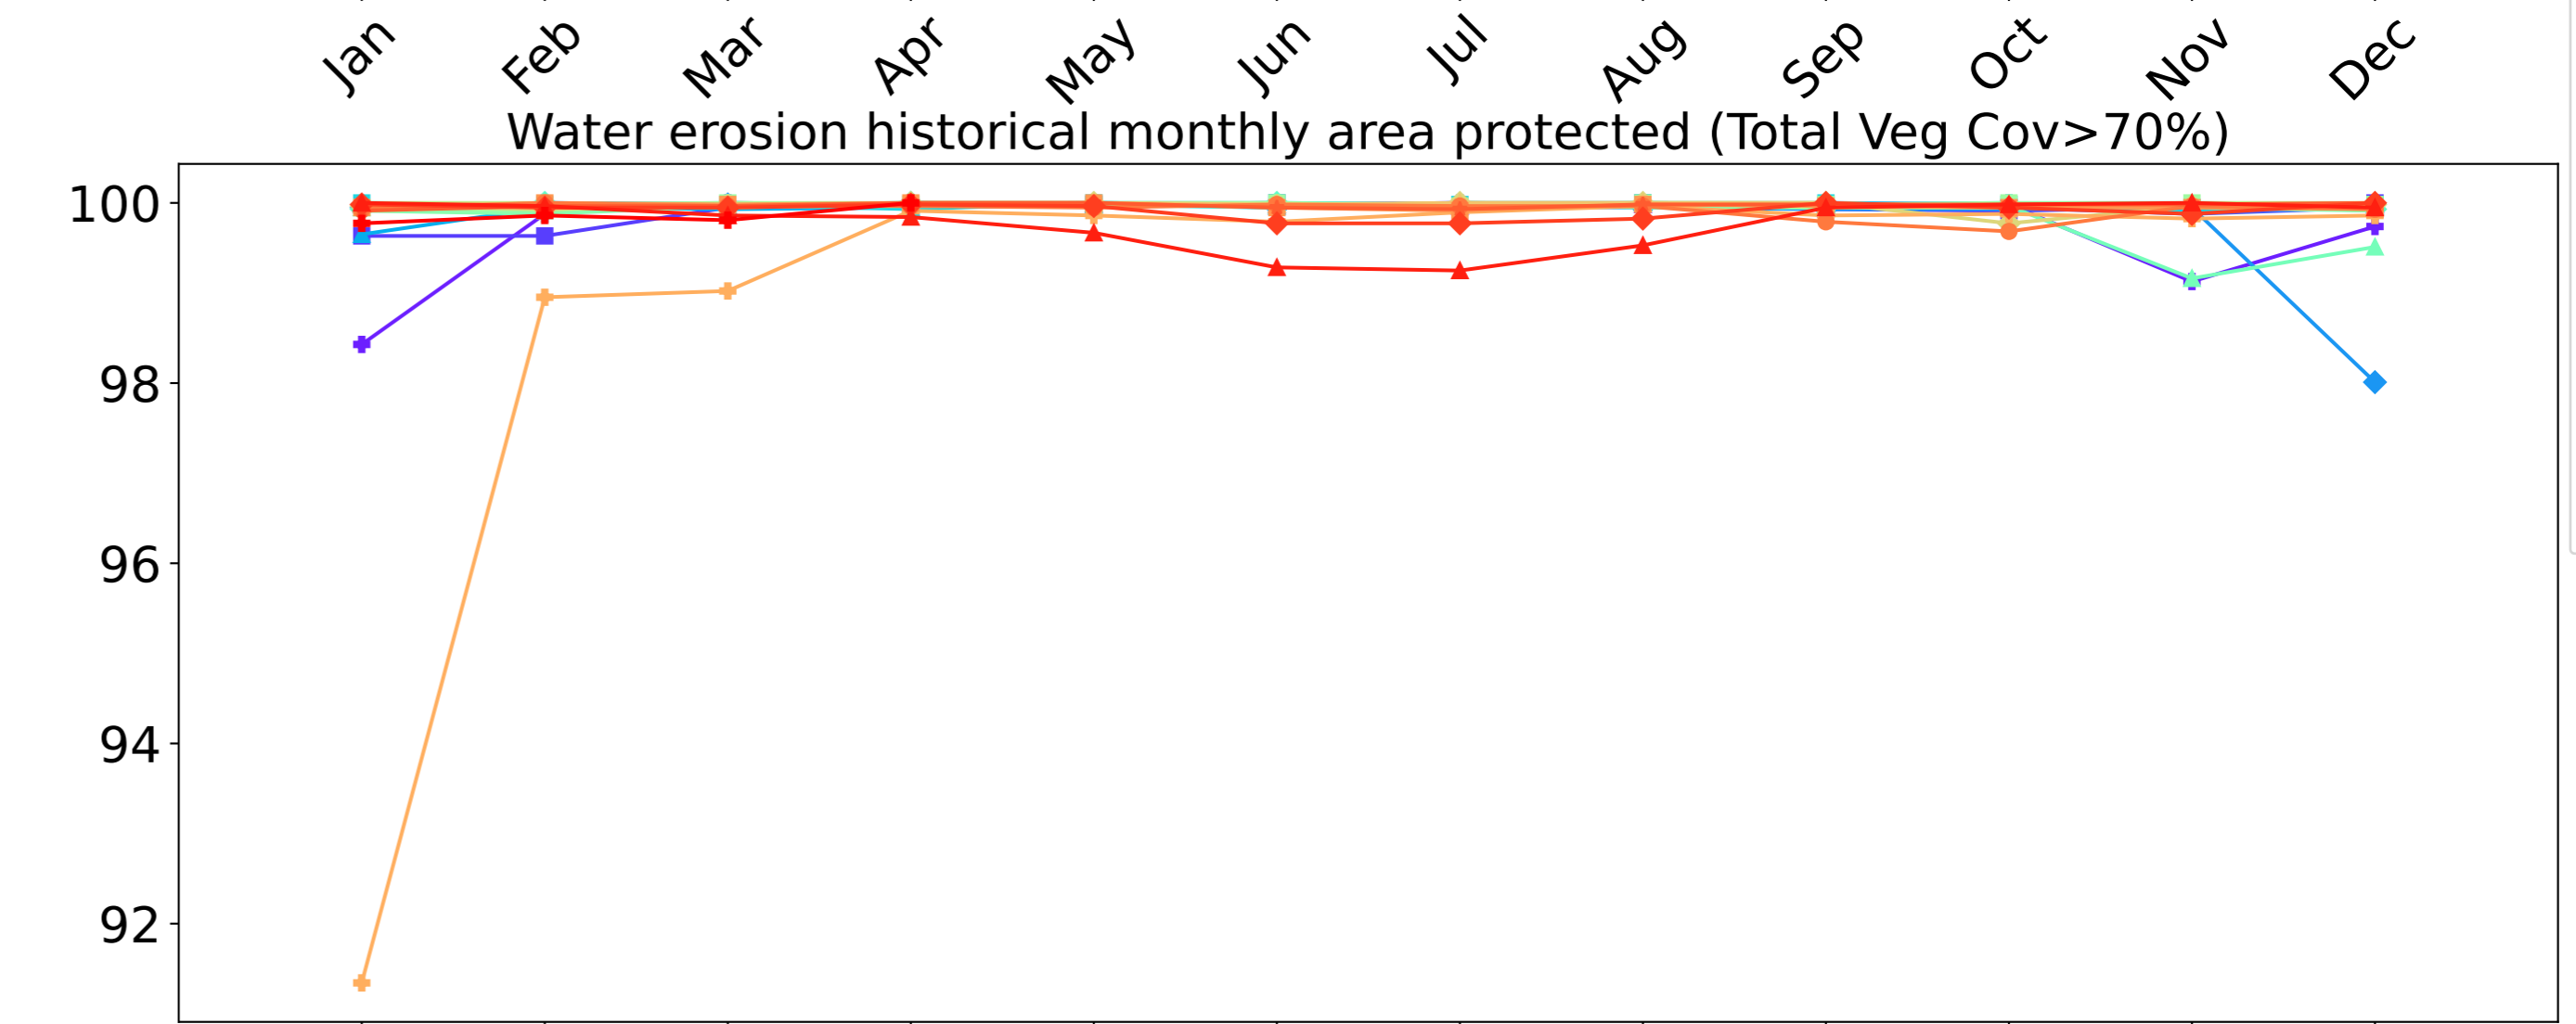 Jan Feb Mar Apr May Jun Jul Aug Sep Oct Nov Dec
Water erosion historical monthly area protected (Total Veg Cov>70%)
100
98
96
94
92